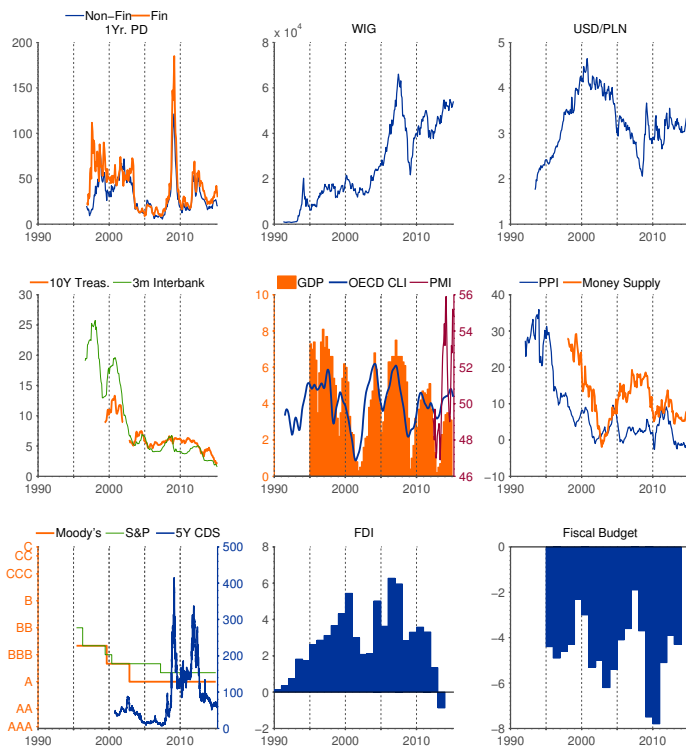 Non-Fin Fin
1Yr. PD
200
150
100
50
0
1990 2000 2010
x 10^4 WIG
8
6
4
2
0
1990 2000 2010
USD/PLN
5
4
3
2
1
1990 2000 2010
10Y Treas. 3m Interbank
30
25
20
15
10
5
0
1990 2000 2010
GDP OECD CLI PMI
10
8
6
4
2
0
56
54
52
50
48
46
1990 2000 2010
PPI Money Supply
40
30
20
10
0
−10
1990 2000 2010
Moody's S&P 5Y CDS
C
CC
CCC
B
BB
BBB
A
AA
AAA
500
400
300
200
100
0
1990 2000 2010
FDI
8
6
4
2
0
−2
1990 2000 2010
Fiscal Budget
0
−2
−4
−6
−8
1990 2000 2010